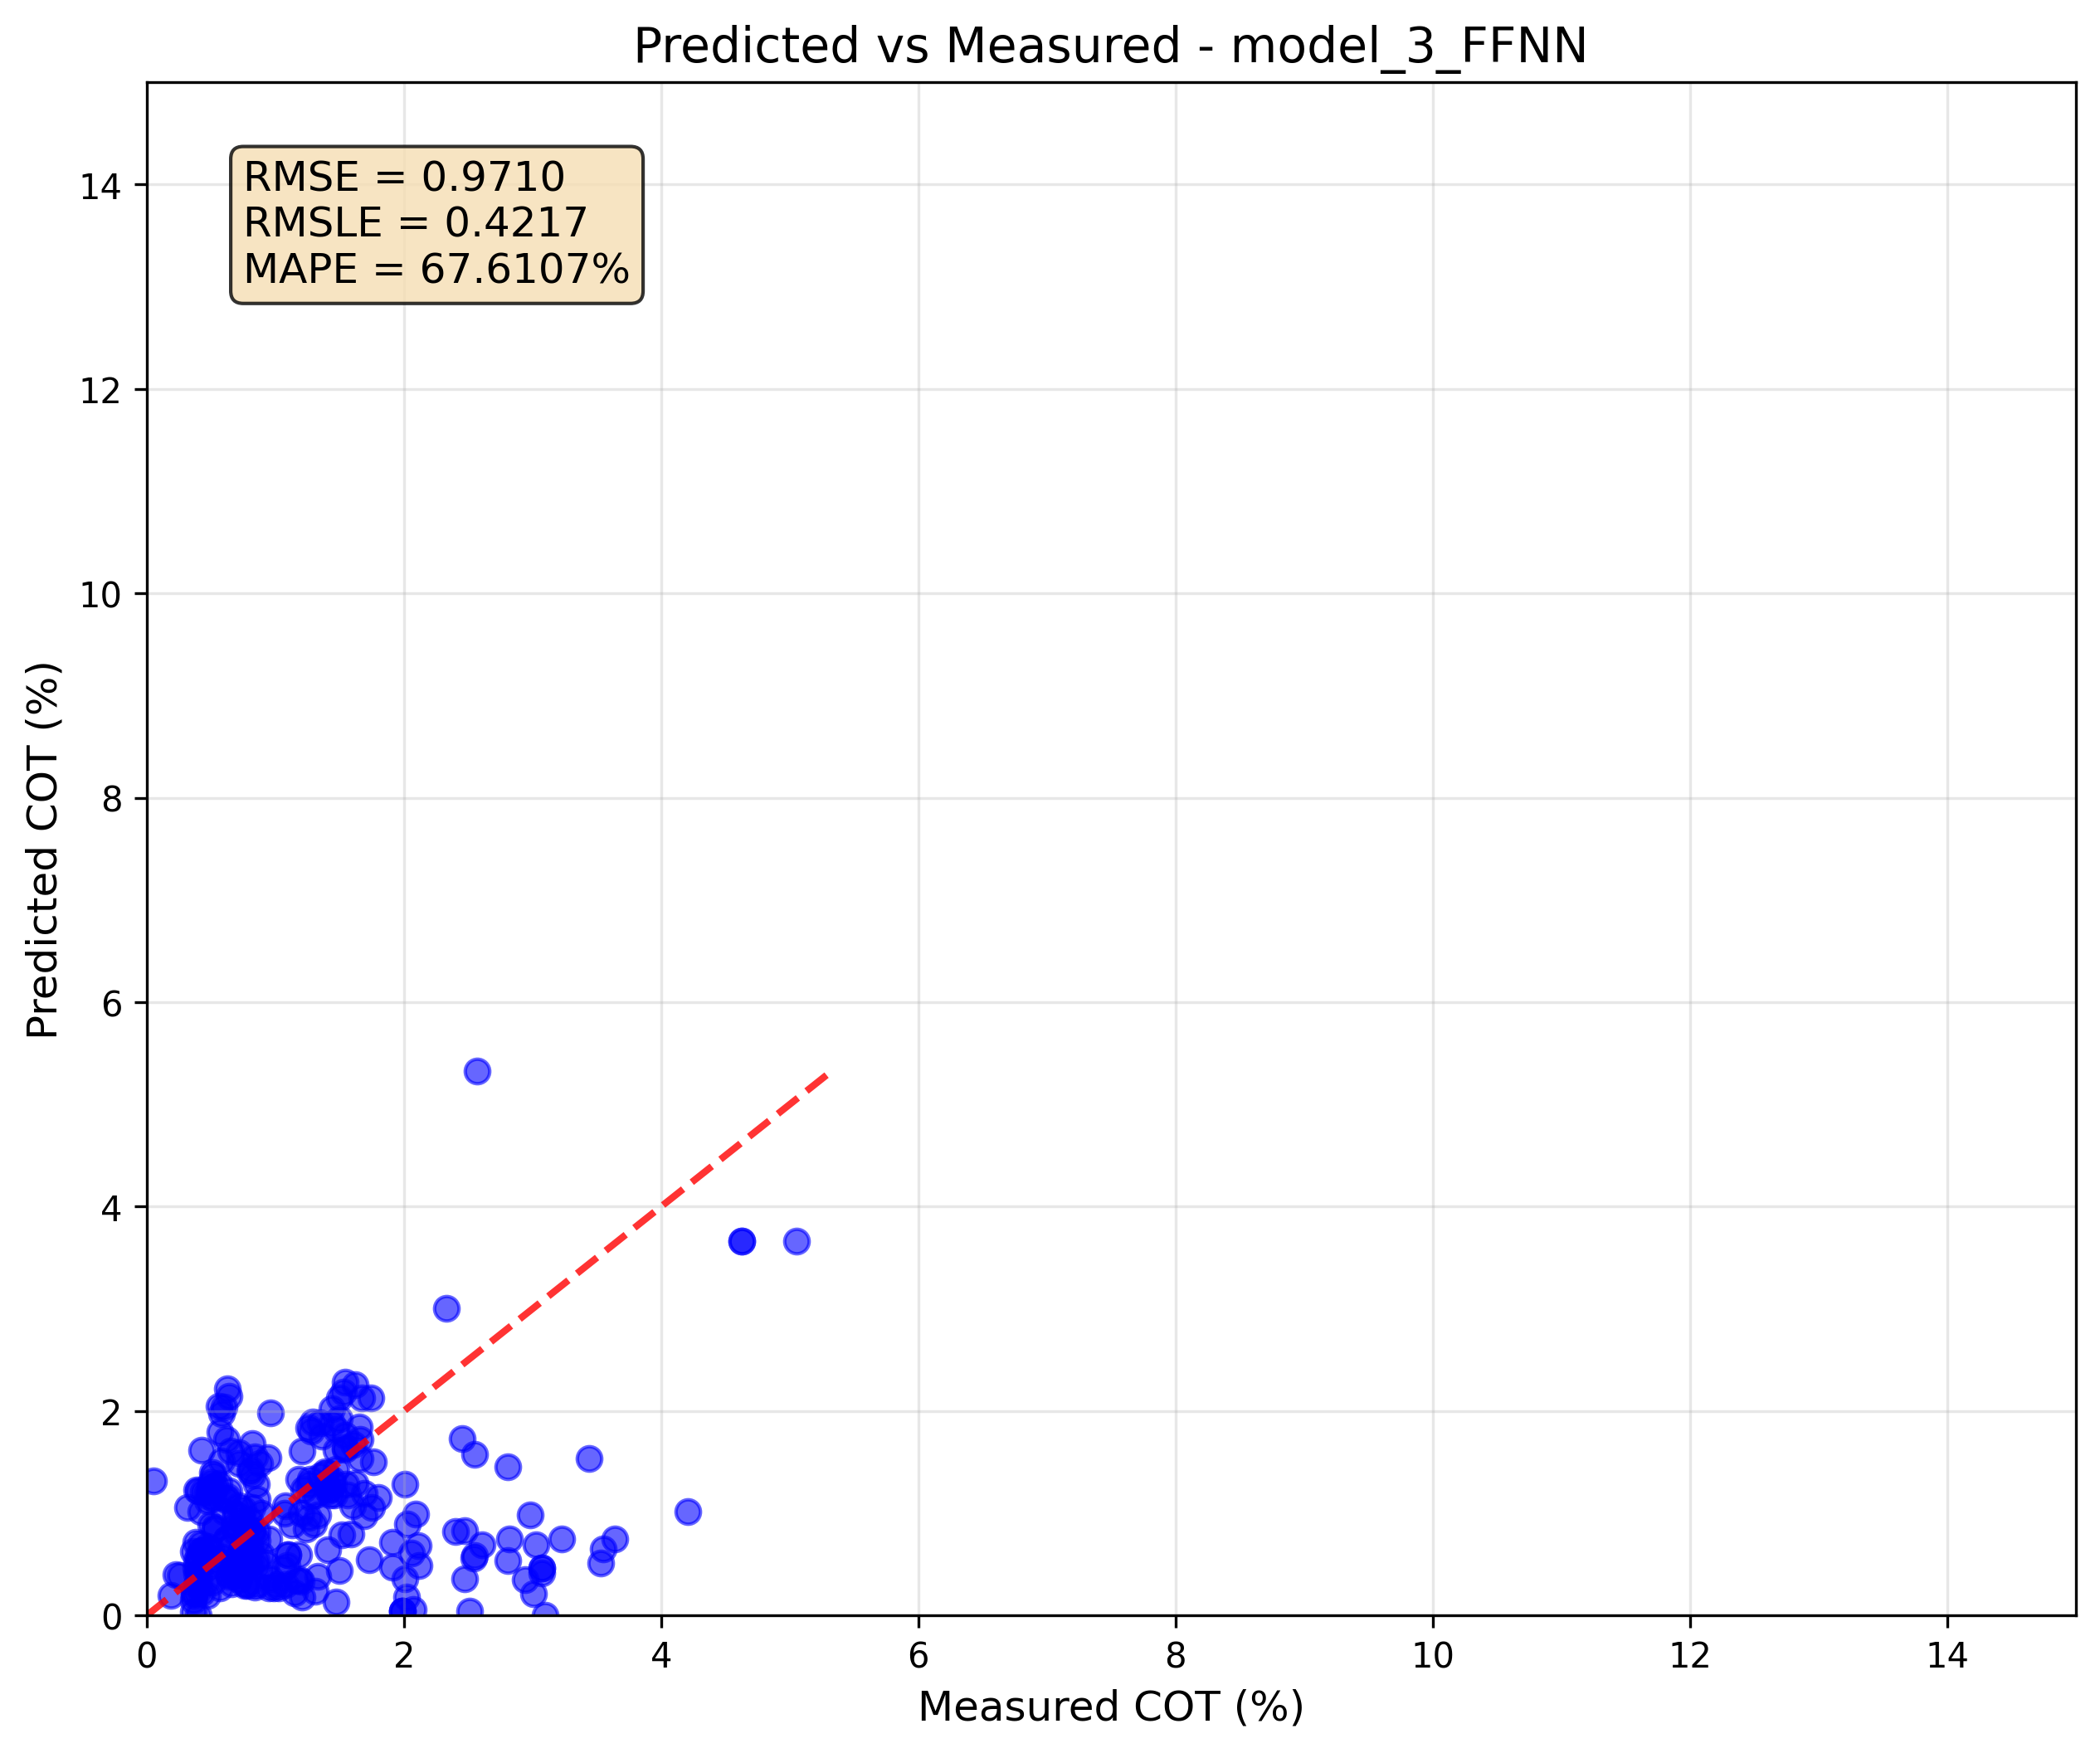 Predicted vs Measured - model_3_FFNN
RMSE = 0.9710
RMSLE = 0.4217
MAPE = 67.6107%
Predicted COT (%)
14
12
10
8
6
4
2
0
0 2 4 6 8 10 12 14
Measured COT (%)